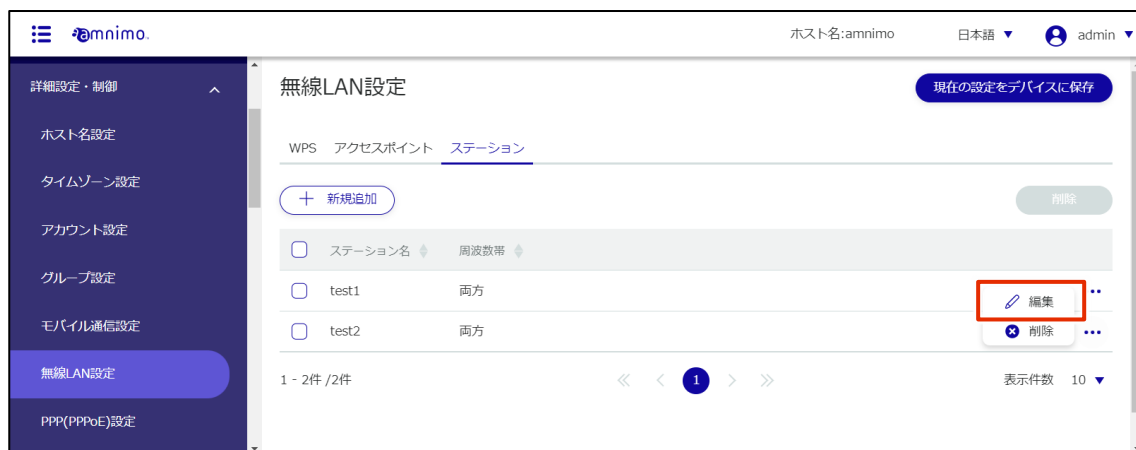 amnimo.
ホスト名:amnimo
日本語 ▼
admin ▼
詳細設定・制御
ホスト名設定
タイムゾーン設定
アカウント設定
グループ設定
モバイル通信設定
無線LAN設定
PPP(PPPoE)設定
無線LAN設定
現在の設定をデバイスに保存
WPS アクセスポイント ステーション
＋ 新規追加
削除
ステーション名 周波数帯
test1 両方
編集
test2 両方
削除
1 - 2件 /2件
1
表示件数 10 ▼